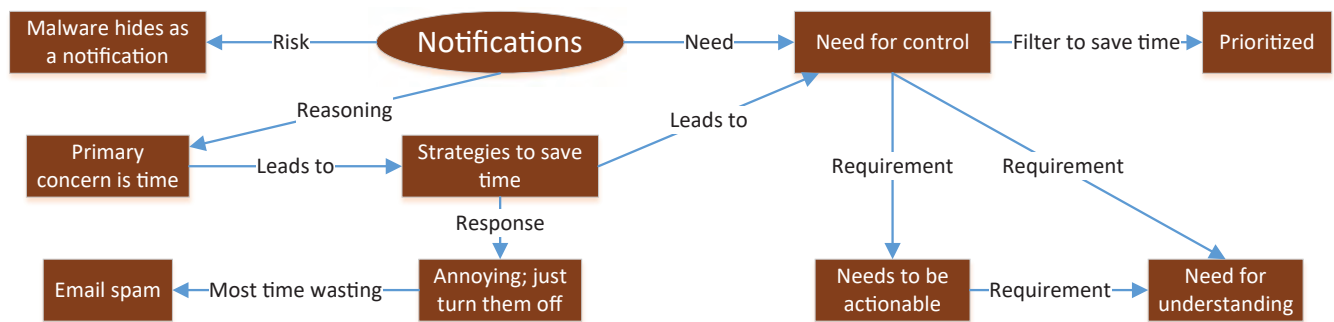 Malware hides as
a notification
Risk
Notifications
Need
Need for control
Filter to save time
Prioritized
Reasoning
Leads to
Primary
concern is time
Leads to
Strategies to save
time
Requirement
Requirement
Response
Email spam
Most time wasting
Annoying; just
turn them off
Needs to be
actionable
Requirement
Need for
understanding